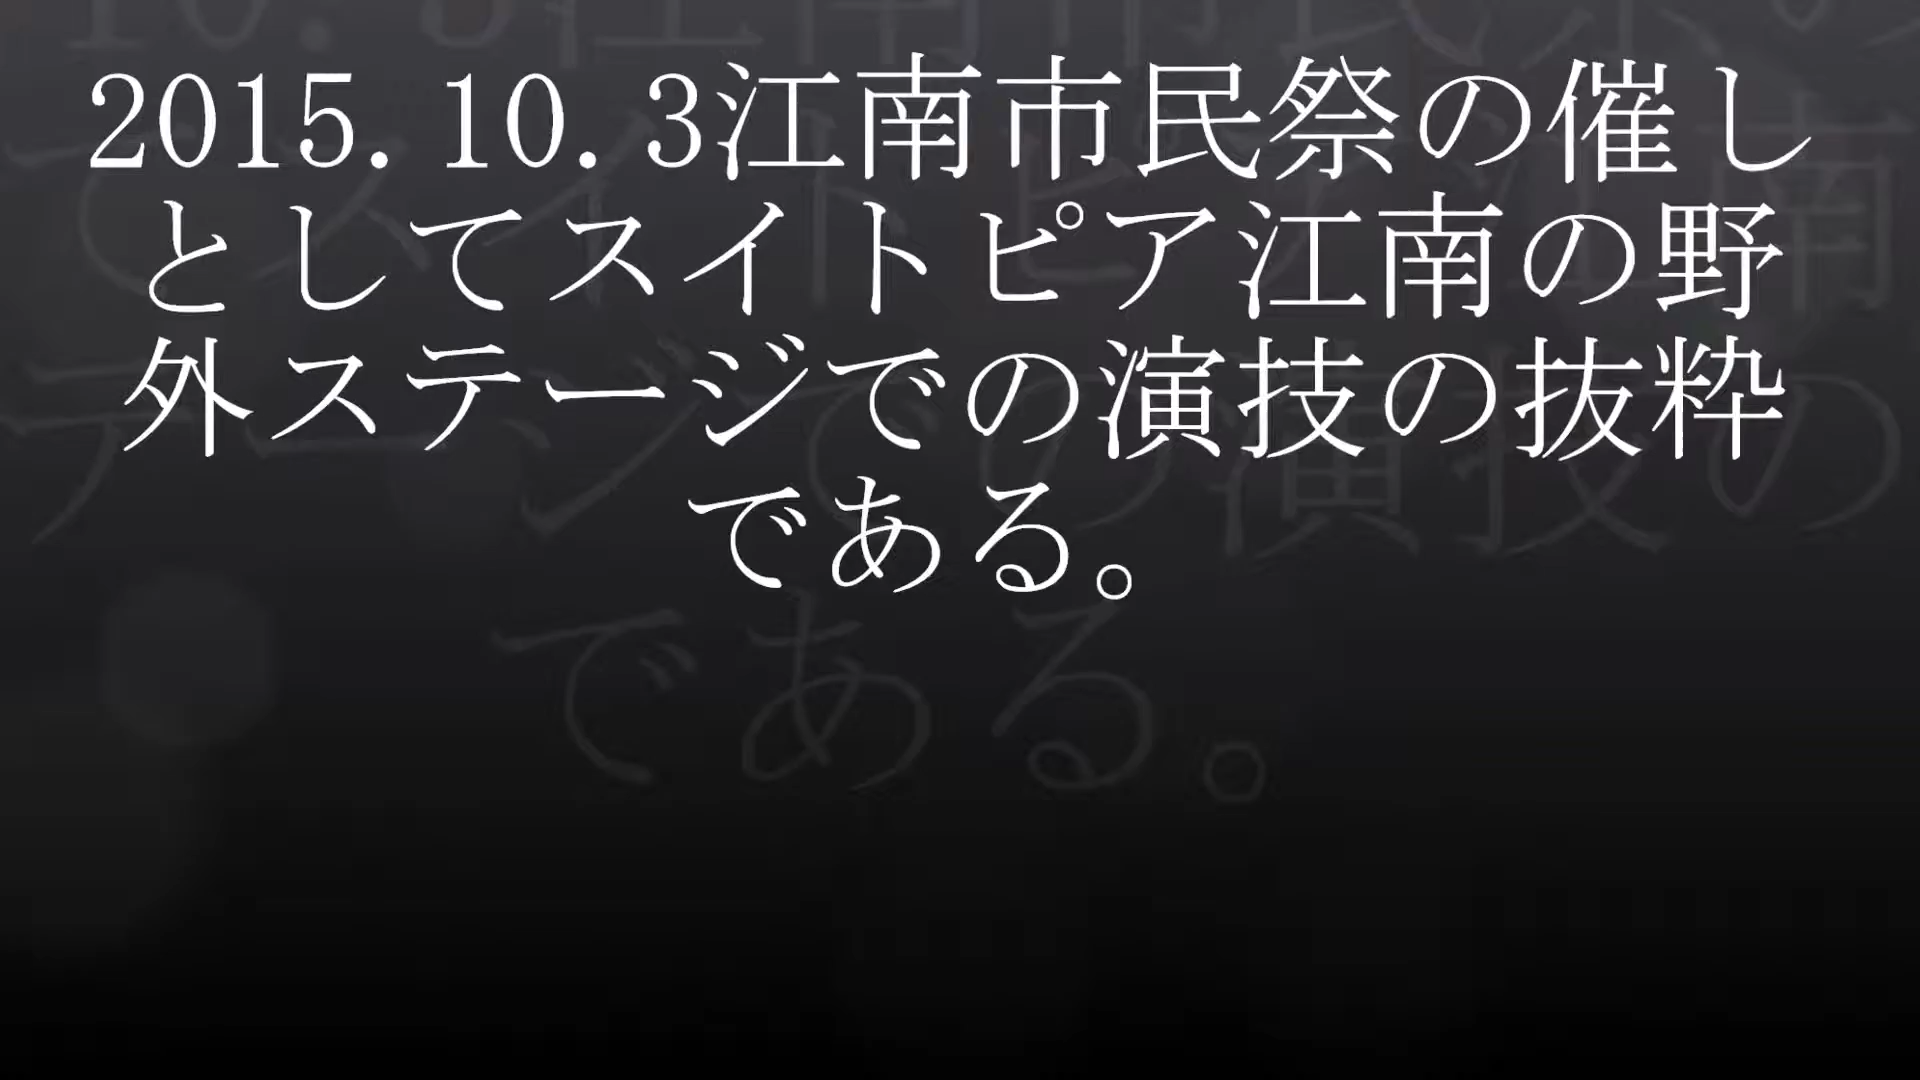 2015.10.3江南市民祭の催し
としてスイトピア江南の野
外ステージでの演技の抜粋
である。